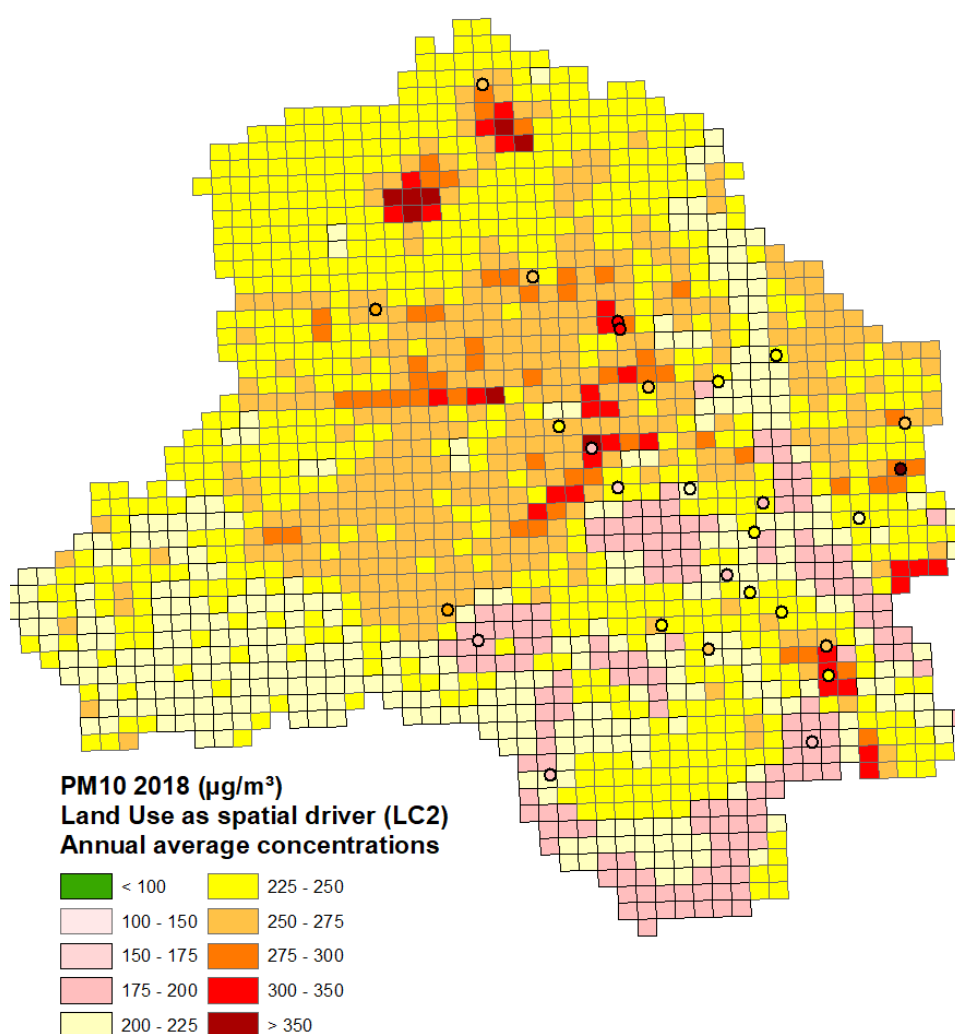 PM10 2018 (µg/m³)
Land Use as spatial driver (LC2)
Annual average concentrations
< 100
225 - 250
100 - 150
250 - 275
150 - 175
275 - 300
175 - 200
300 - 350
200 - 225
> 350